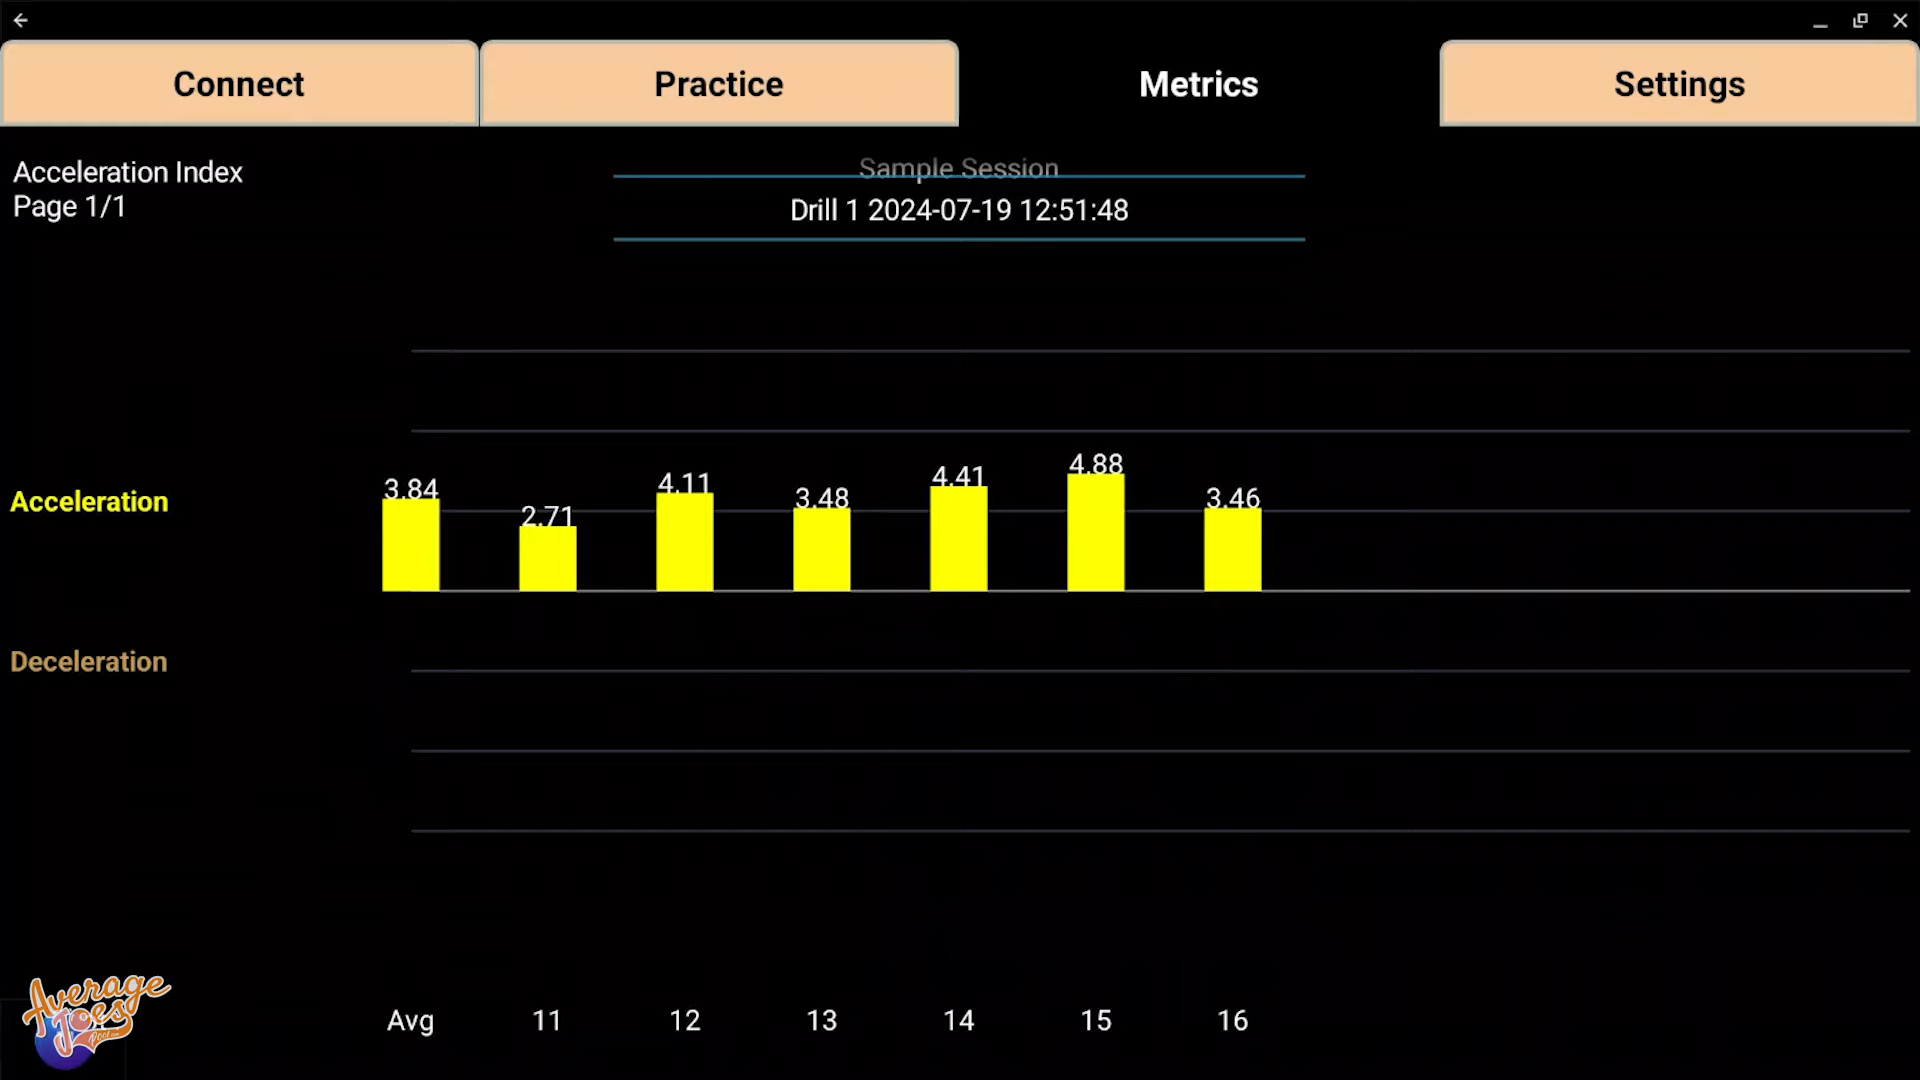 Connect
Practice
Metrics
Settings
Acceleration Index
Page 1/1
Sample Session
Drill 1 2024-07-19 12:51:48
Acceleration
3.84
2.71
4.11
3.48
4.41
4.88
3.46
Deceleration
Avg
11
12
13
14
15
16
Average
Joes
Pool